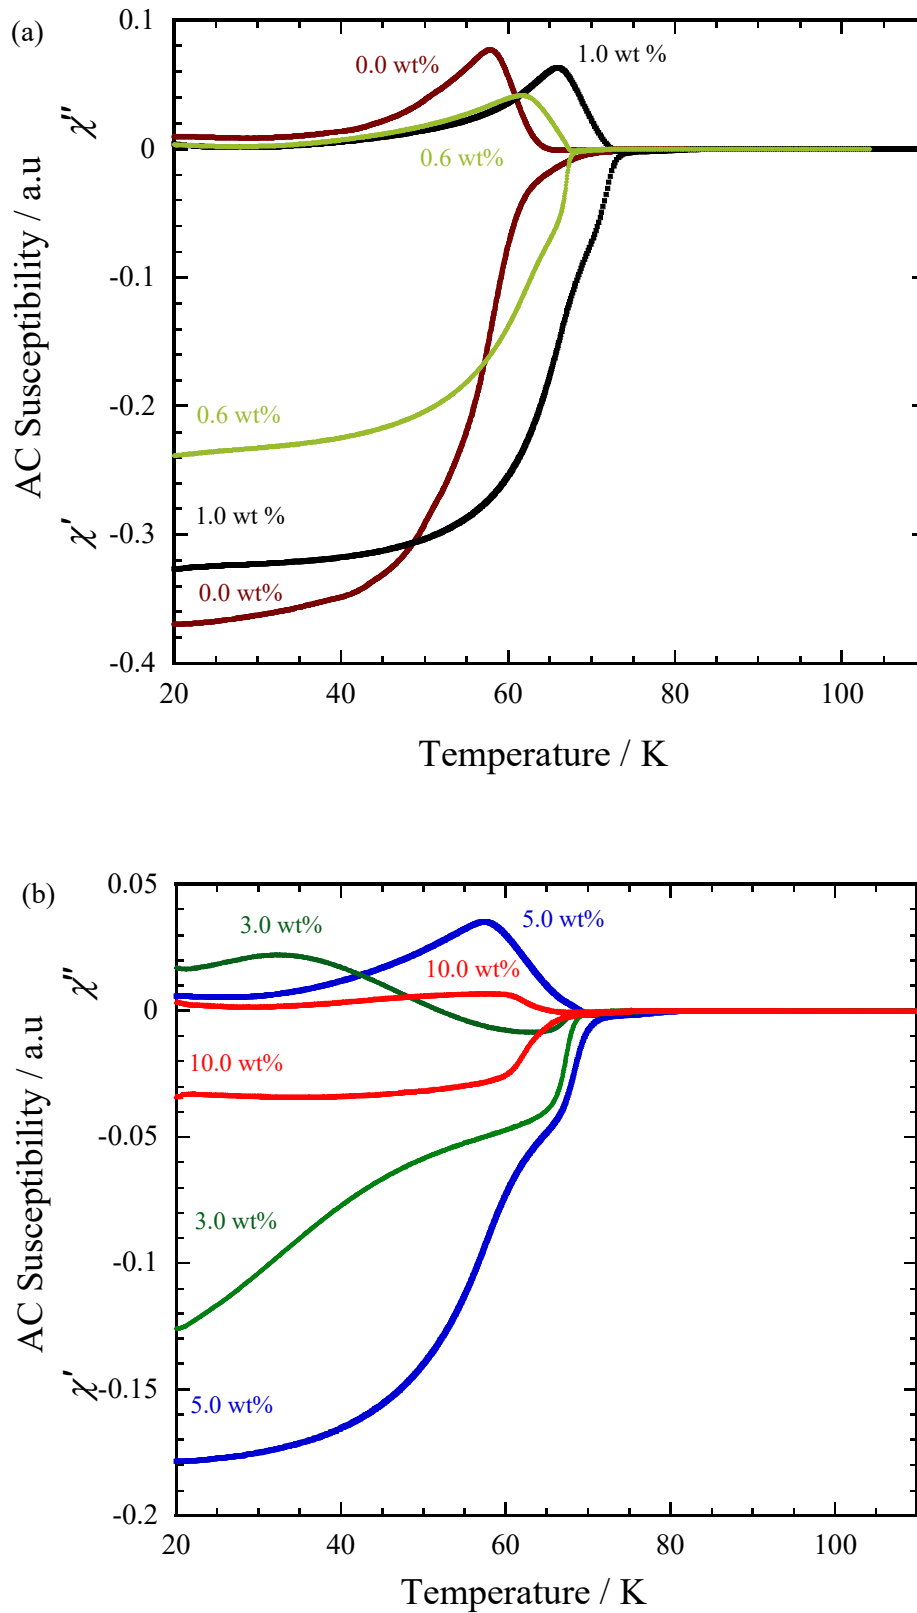 (a)
0.1
0.0 wt%
1.0 wt %
χ''
0
0.6 wt%
AC Susceptibility / a.u
-0.1
-0.2
0.6 wt%
1.0 wt %
χ'
-0.3
0.0 wt%
-0.4
20 40 60 80 100
Temperature / K
(b)
0.05
3.0 wt%
5.0 wt%
χ''
10.0 wt%
0
10.0 wt%
AC Susceptibility / a.u
-0.05
3.0 wt%
-0.1
χ'
-0.15
5.0 wt%
-0.2
20 40 60 80 100
Temperature / K